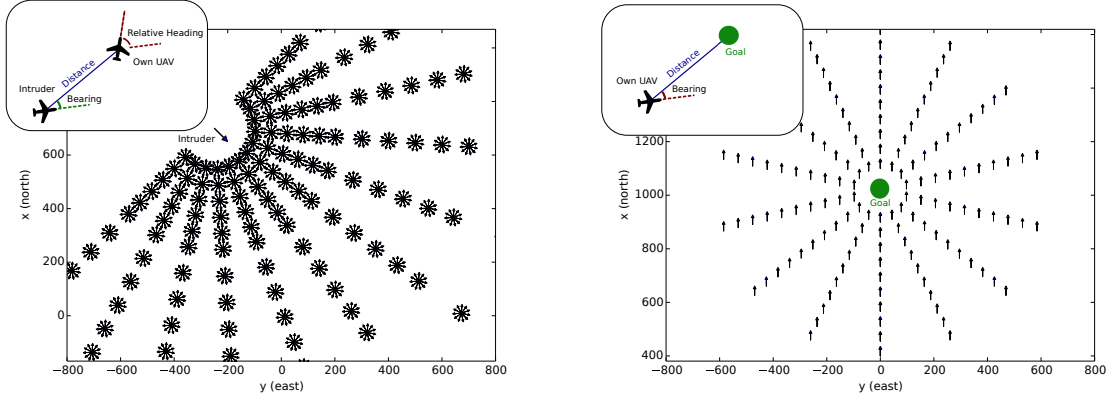 Relative Heading
Own UAV
Distance
Intruder
Bearing
Intruder
600
400
200
0
x (north)
−800
−600
−400
−200
0
200
400
600
800
y (east)
Goal
Distance
Own UAV
Bearing
Goal
1200
1000
800
600
400
x (north)
−800
−600
−400
−200
0
200
400
600
800
y (east)